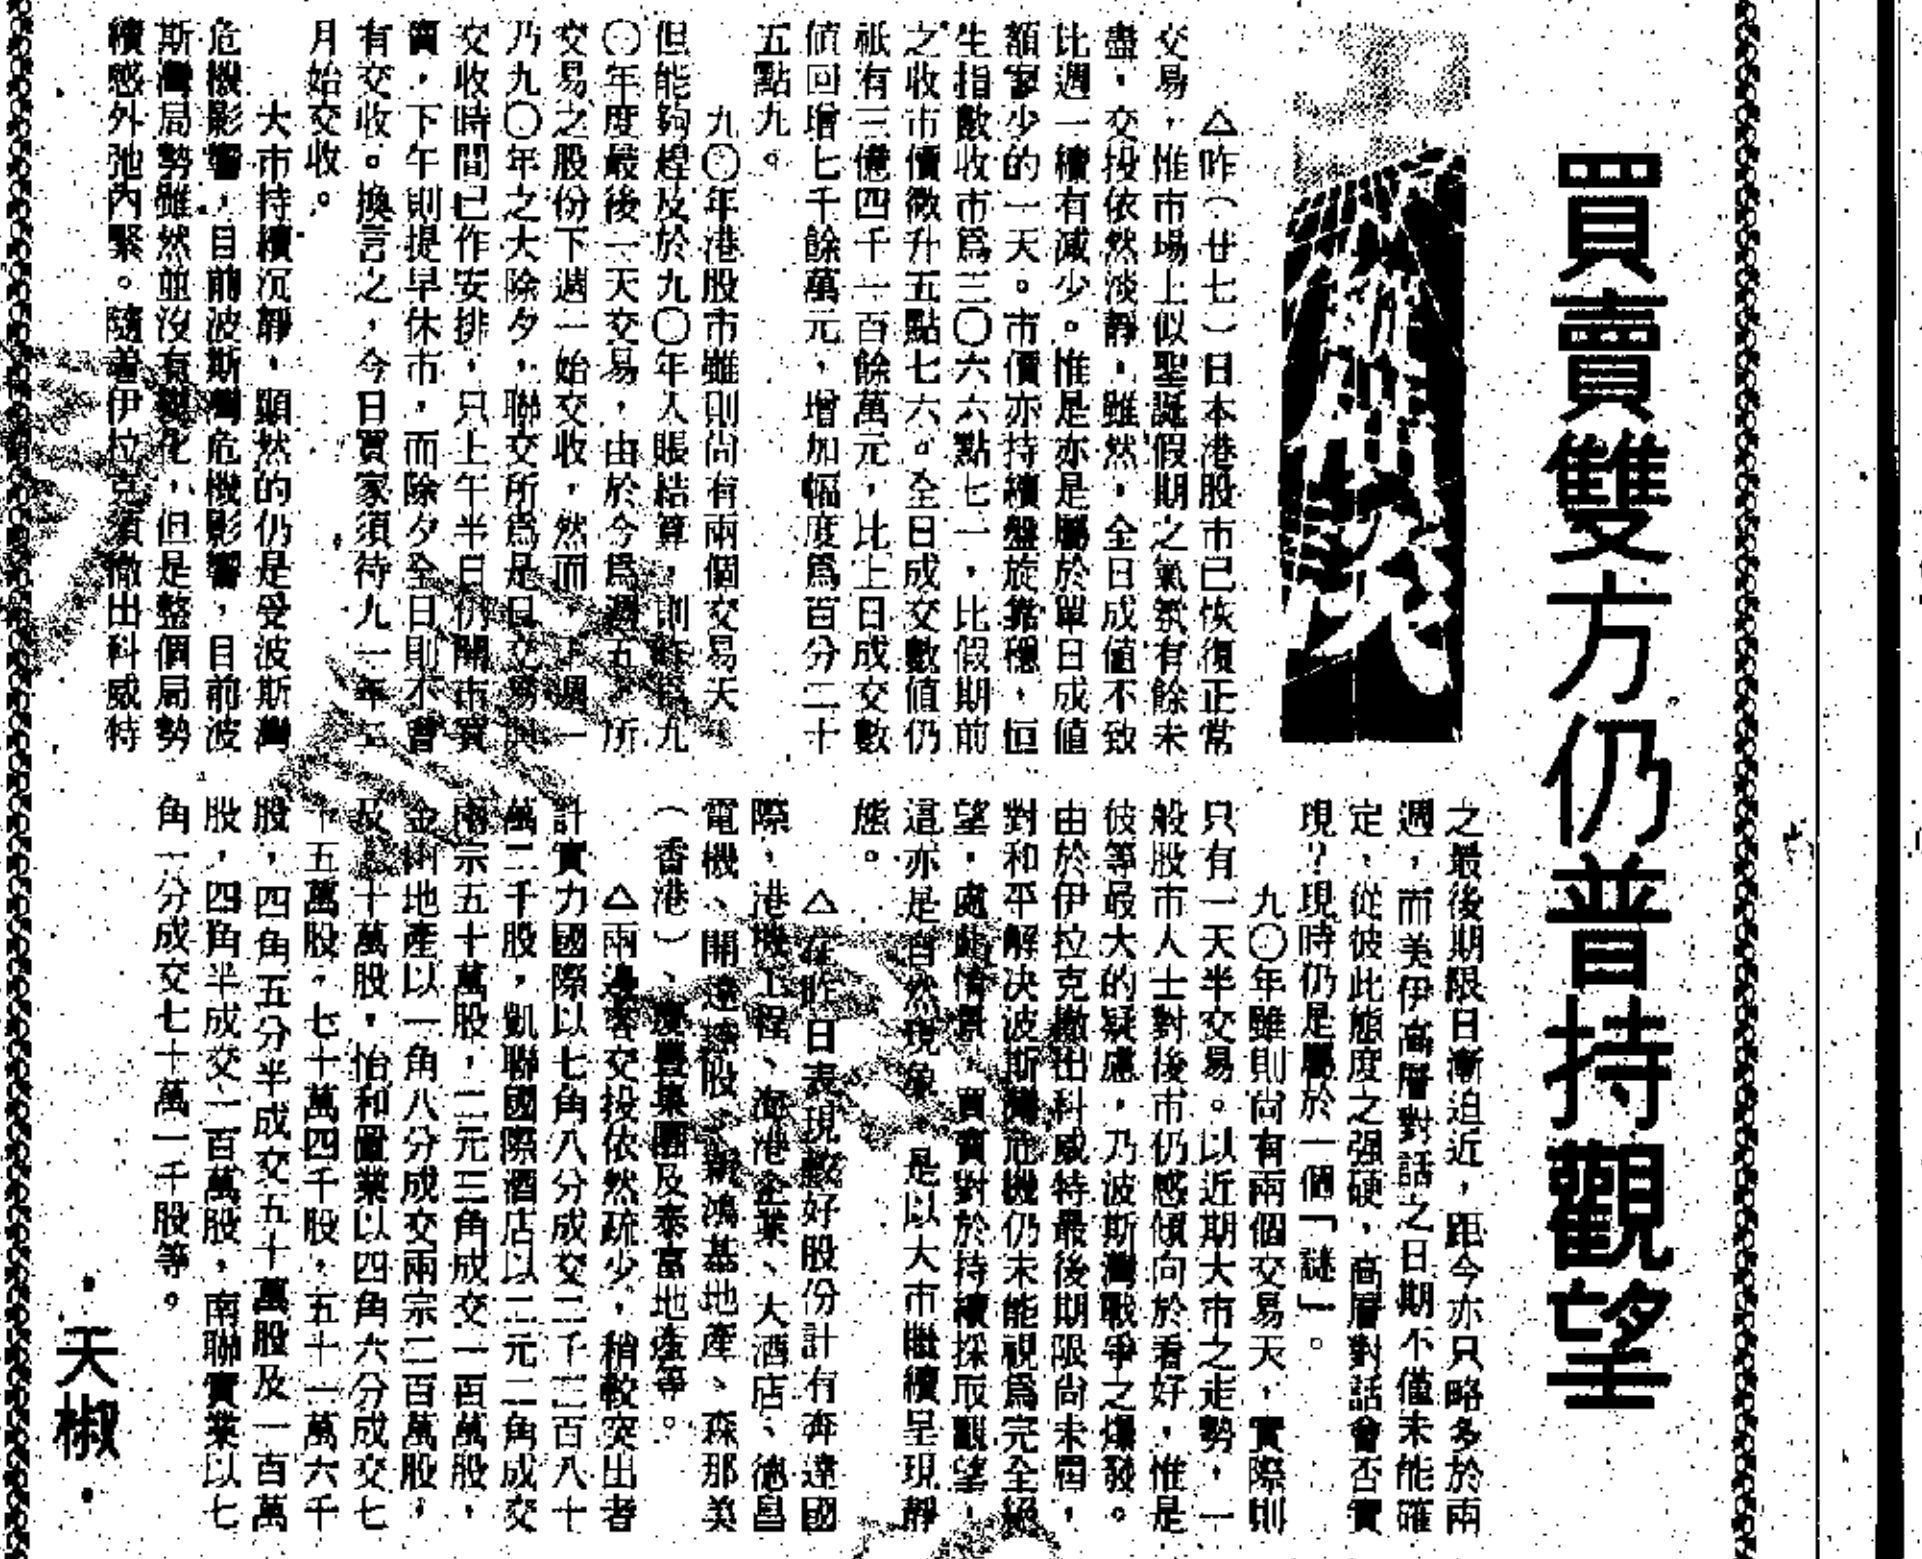 買賣雙方仍普持觀望
△昨（廿七）日本港股市已恢復正常
交易，惟市場上似聖誕假期之氣氛有餘未
盡，交投依然淡靜，雖然，全日成值不致
比週一續有減少。惟是亦是屬於單日成值
額寥少的一天。市價亦持續盤旋靠穩，恒
生指數收市爲三〇六六點七一，比假期前
之收市價微升五點七六。全日成交數值仍
祇有三億四千一百餘萬元，比上日成交數
值回增七千餘萬元，增加幅度爲百分二十
五點九。
九〇年港股市雖則尚有兩個交易天
但能夠趕及於九〇年人賬結算，則昨爲九
〇年度最後一天交易，由於今爲週五，所
交易之股份下週一始交收，然而，下週一
乃九〇年之大除夕，聯交所爲是日交易與
交收時間已作安排，只上午半日仍開市買
賣，下午則提早休市，而除夕全日則不會
有交收。換言之，今日買家須待九一年二
月始交收。
大市持續沉靜，顯然的仍是受波斯灣
危機影響，目前波斯灣危機影響，目前波
斯灣局勢雖然並沒有變化，但是整個局勢
續感外弛內緊。隨着伊拉克須撤出科威特
之最後期限日漸迫近，距今亦只略多於兩
週，而美伊高層對話之日期不僅未能確
定，從彼此態度之强硬，高層對話會否實
現？現時仍是屬於一個「謎」。
九〇年雖則尚有兩個交易天，實際則
只有一天半交易。以近期大市之走勢，一
般股市人士對後市仍感傾向於看好，惟是
彼等最大的疑慮，乃波斯灣戰爭之爆發。
由於伊拉克撤出科威特最後期限尚未屆，
對和平解決波斯灣危機仍未能視爲完全絕
望，處此情景，買賣對於持續採取觀望，
這亦是自然現象，是以大市繼續呈現靜
態。
△在昨日表現較好股份計有奔達國
際、港機工程、海港企業、大酒店、德昌
電機、開達控股、新鴻基地產、森那美
（香港）、慶豐集團及泰富地產等。
△兩邊客交投依然疏少，稍較突出者
計實力國際以七角八分成交二千三百八十
萬二千股，凱聯國際酒店以二元二角成交
兩宗五十萬股，三元三角成交一百萬股，
金山地產以一角八分成交兩宗二百萬股，
及 十萬股，怡和置業以四角六分成交七
十五萬股，七十萬四千股，五十一萬六千
股，四角五分半成交五十萬股及一百萬
股，四角半成交一百萬股，南聯實業以七
角一分成交七十萬一千股等。
·天椒·